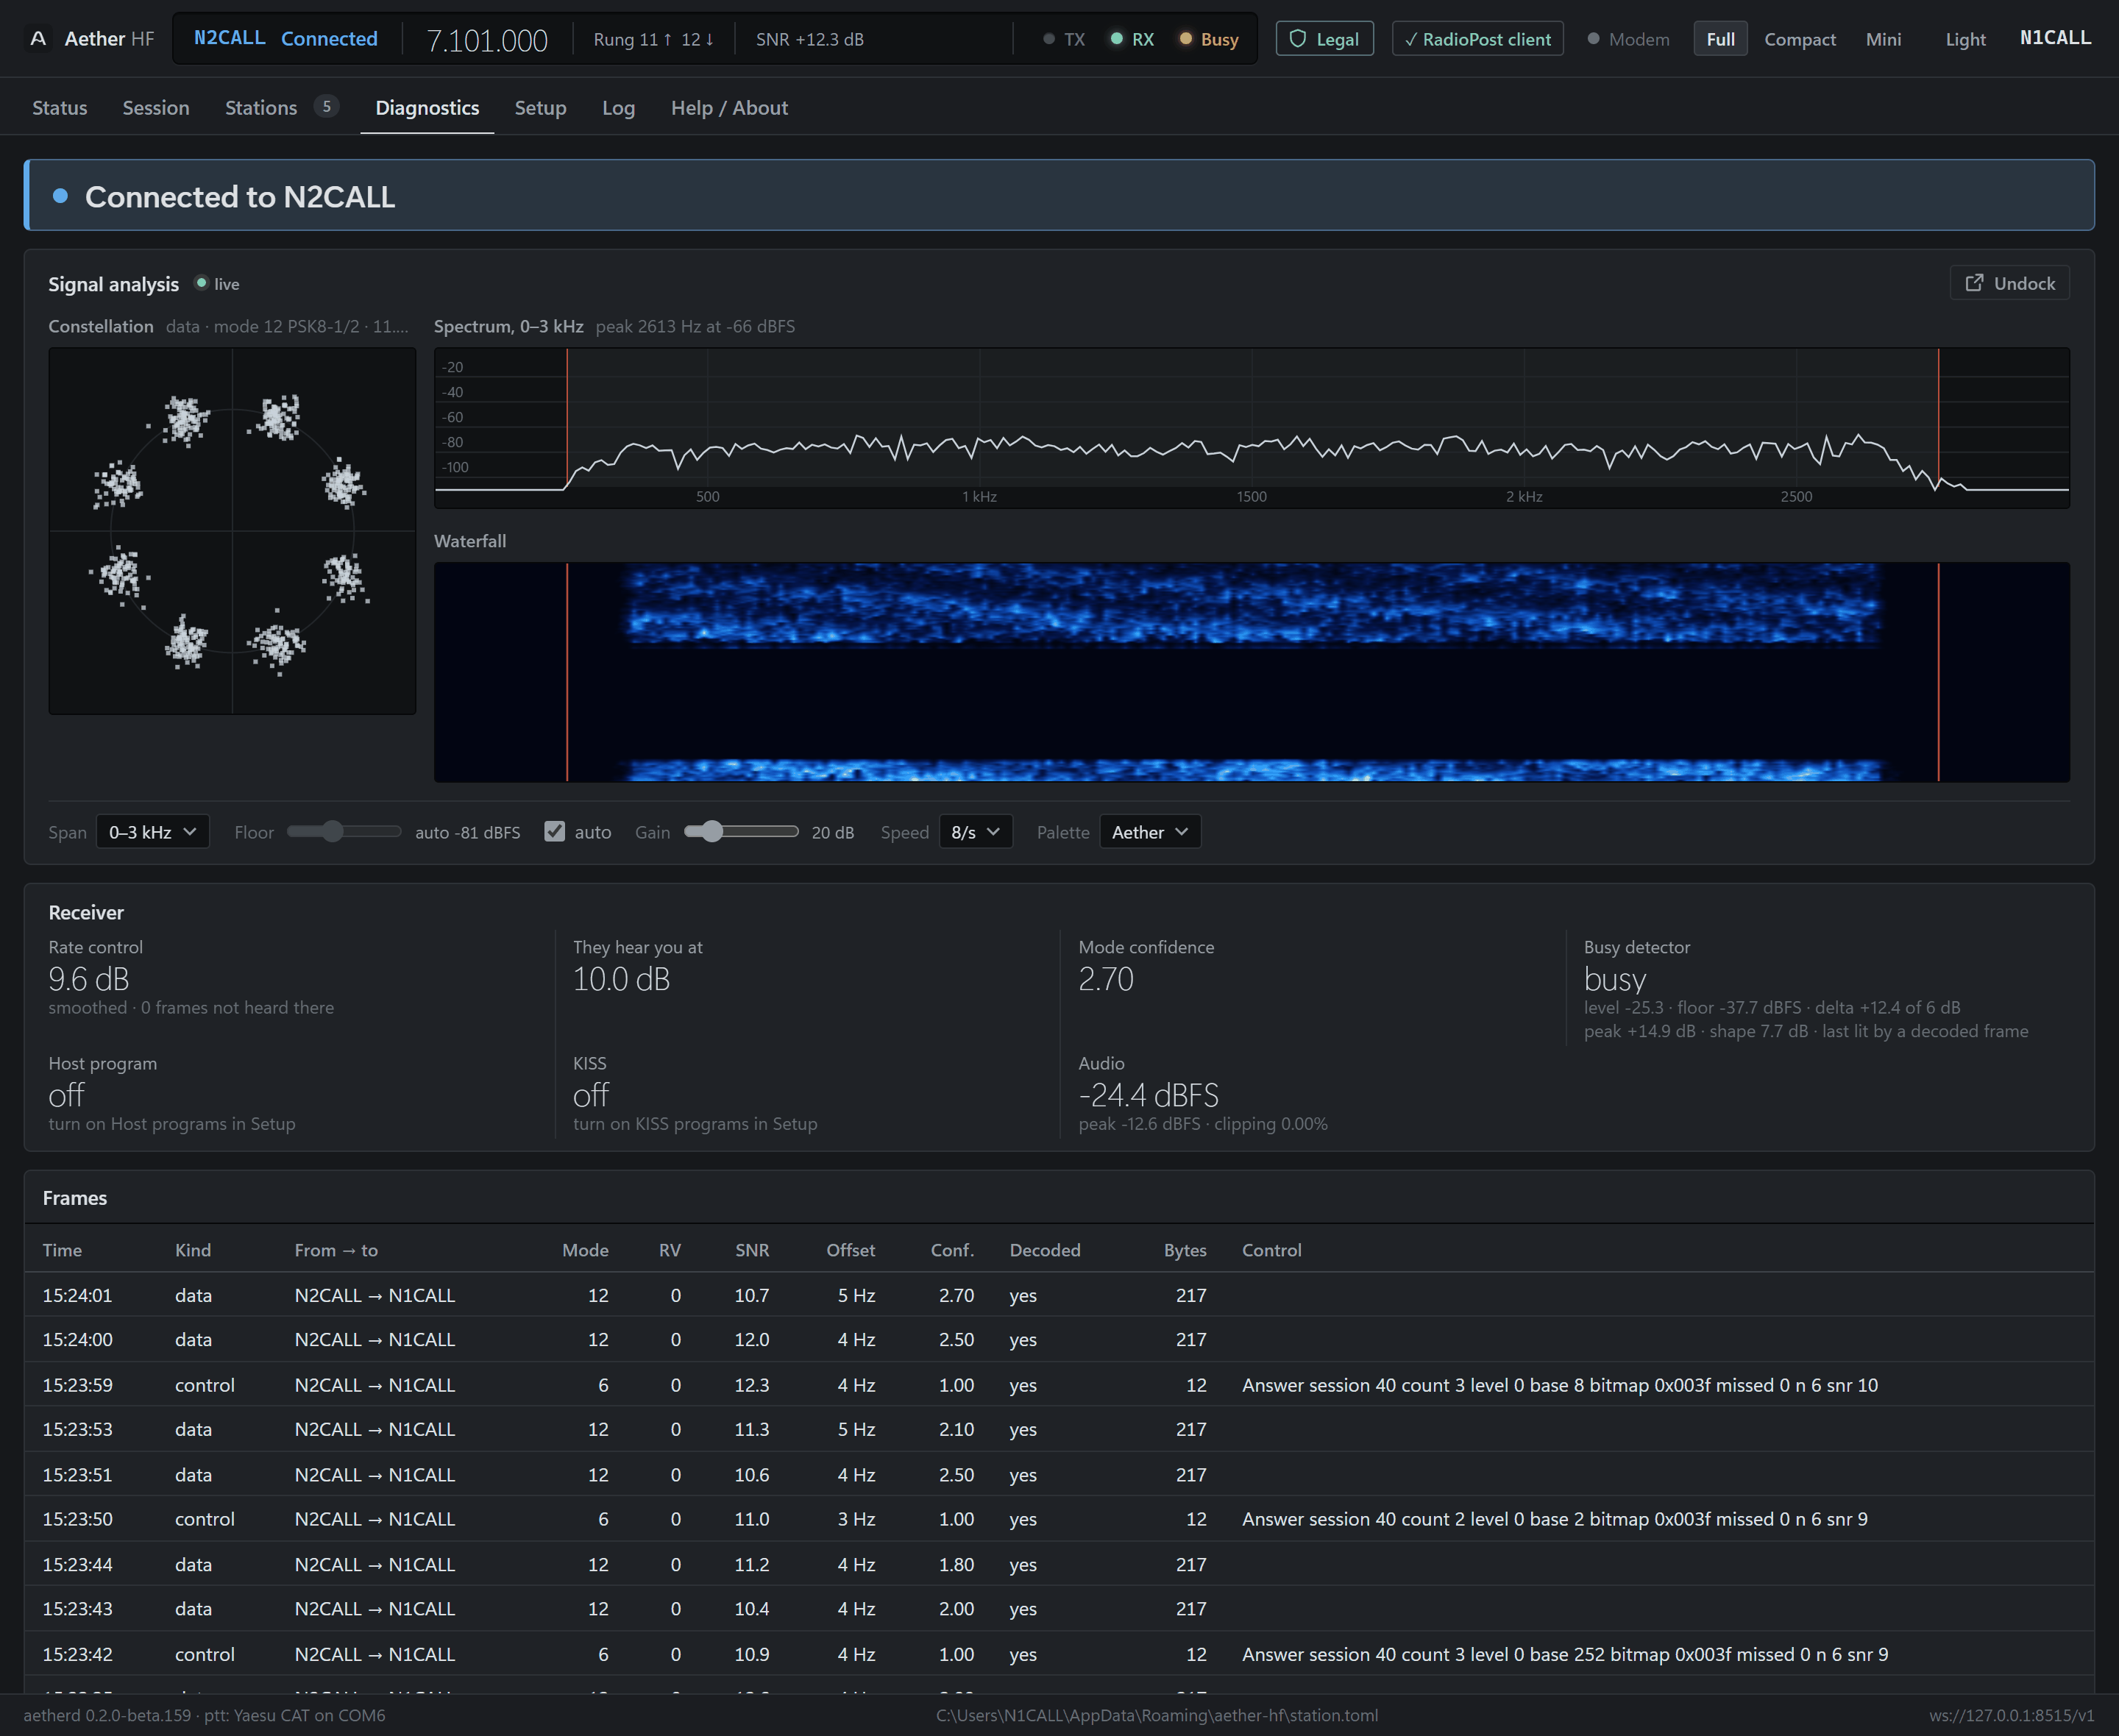 Aether HF N2CALL Connected 7.101.000 Rung 11 ↑ 12 ↓ SNR +12.3 dB TX RX Busy Legal ✓ RadioPost client Modem Full Compact Mini Light N1CALL
Status Session Stations 5 Diagnostics Setup Log Help / About
Connected to N2CALL
Signal analysis live Undock
Constellation data · mode 12 PSK8-1/2 · 11.... Spectrum, 0–3 kHz peak 2613 Hz at -66 dBFS
-20
-40
-60
-80
-100
500 1 kHz 1500 2 kHz 2500
Waterfall
Span 0–3 kHz Floor auto -81 dBFS auto Gain 20 dB Speed 8/s Palette Aether
Receiver
Rate control They hear you at Mode confidence Busy detector
9.6 dB 10.0 dB 2.70 busy
smoothed · 0 frames not heard there level -25.3 · floor -37.7 dBFS · delta +12.4 of 6 dB
peak +14.9 dB · shape 7.7 dB · last lit by a decoded frame
Host program KISS Audio
off off -24.4 dBFS
turn on Host programs in Setup turn on KISS programs in Setup peak -12.6 dBFS · clipping 0.00%
Frames
Time Kind From → to Mode RV SNR Offset Conf. Decoded Bytes Control
15:24:01 data N2CALL → N1CALL 12 0 10.7 5 Hz 2.70 yes 217
15:24:00 data N2CALL → N1CALL 12 0 12.0 4 Hz 2.50 yes 217
15:23:59 control N2CALL → N1CALL 6 0 12.3 4 Hz 1.00 yes 12 Answer session 40 count 3 level 0 base 8 bitmap 0x003f missed 0 n 6 snr 10
15:23:53 data N2CALL → N1CALL 12 0 11.3 5 Hz 2.10 yes 217
15:23:51 data N2CALL → N1CALL 12 0 10.6 4 Hz 2.50 yes 217
15:23:50 control N2CALL → N1CALL 6 0 11.0 3 Hz 1.00 yes 12 Answer session 40 count 2 level 0 base 2 bitmap 0x003f missed 0 n 6 snr 9
15:23:44 data N2CALL → N1CALL 12 0 11.2 4 Hz 1.80 yes 217
15:23:43 data N2CALL → N1CALL 12 0 10.4 4 Hz 2.00 yes 217
15:23:42 control N2CALL → N1CALL 6 0 10.9 4 Hz 1.00 yes 12 Answer session 40 count 3 level 0 base 252 bitmap 0x003f missed 0 n 6 snr 9
aetherd 0.2.0-beta.159 · ptt: Yaesu CAT on COM6 C:\Users\N1CALL\AppData\Roaming\aether-hf\station.toml ws://127.0.0.1:8515/v1